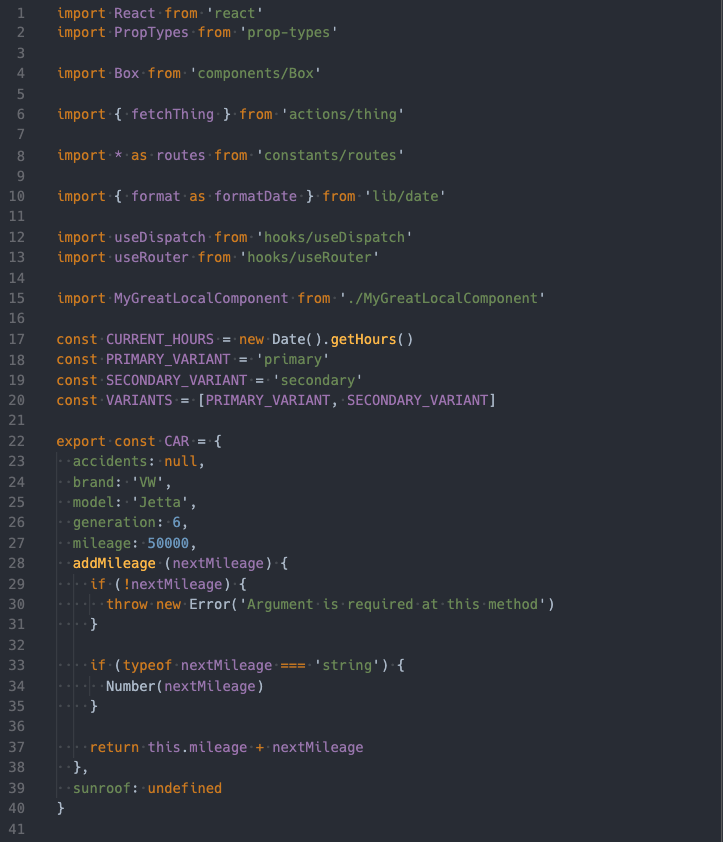 1 import React from 'react'
2 import PropTypes from 'prop-types'
3
4 import Box from 'components/Box'
5
6 import { fetchThing } from 'actions/thing'
7
8 import * as routes from 'constants/routes'
9
10 import { format as formatDate } from 'lib/date'
11
12 import useDispatch from 'hooks/useDispatch'
13 import useRouter from 'hooks/useRouter'
14
15 import MyGreatLocalComponent from './MyGreatLocalComponent'
16
17 const CURRENT_HOURS = new Date().getHours()
18 const PRIMARY_VARIANT = 'primary'
19 const SECONDARY_VARIANT = 'secondary'
20 const VARIANTS = [PRIMARY_VARIANT, SECONDARY_VARIANT]
21
22 export const CAR = {
23   accidents: null,
24   brand: 'VW',
25   model: 'Jetta',
26   generation: 6,
27   mileage: 50000,
28   addMileage (nextMileage) {
29     if (!nextMileage) {
30       throw new Error('Argument is required at this method')
31     }
32
33     if (typeof nextMileage === 'string') {
34       Number(nextMileage)
35     }
36
37     return this.mileage + nextMileage
38   },
39   sunroof: undefined
40 }
41